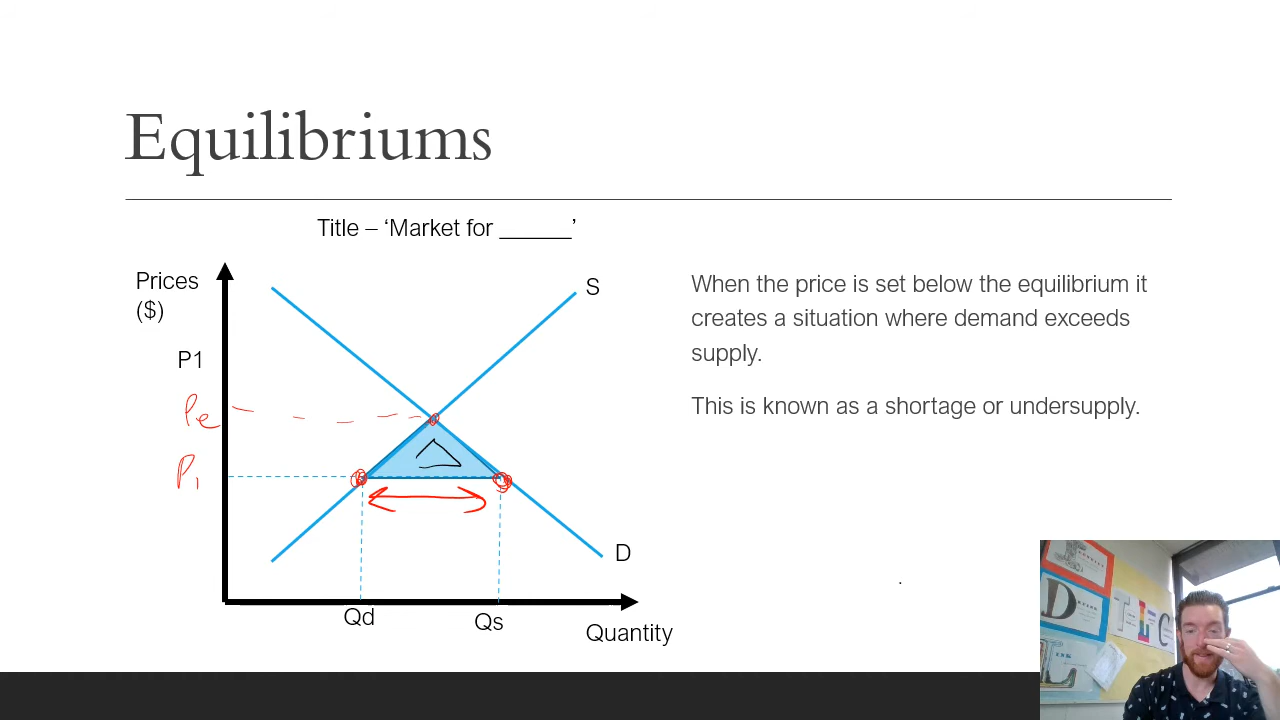 Equilibriums
Title – ‘Market for ______’
Prices
($)
S
P1
Pe
P1
D
Qd
Qs
Quantity
When the price is set below the equilibrium it
creates a situation where demand exceeds
supply.
This is known as a shortage or undersupply.